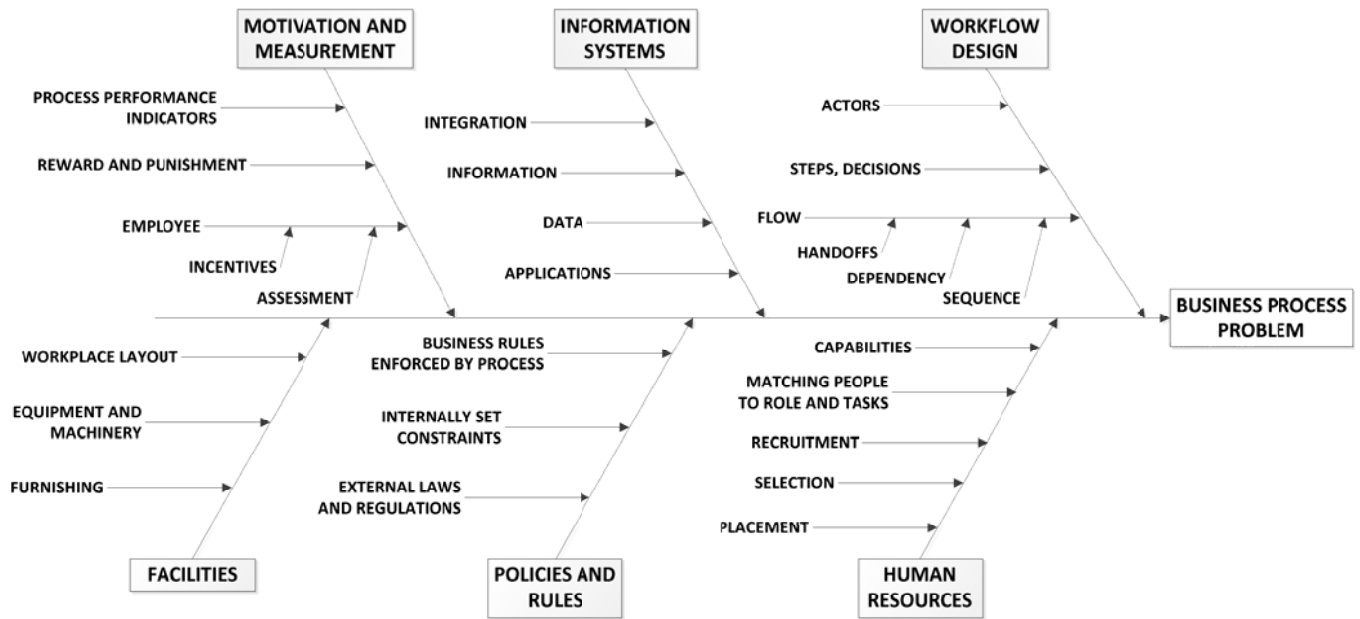 MOTIVATION AND
MEASUREMENT
INFORMATION
SYSTEMS
WORKFLOW
DESIGN
PROCESS PERFORMANCE
INDICATORS
REWARD AND PUNISHMENT
EMPLOYEE
INCENTIVES
ASSESSMENT
INTEGRATION
INFORMATION
DATA
APPLICATIONS
ACTORS
STEPS, DECISIONS
FLOW
HANDOFFS
DEPENDENCY
SEQUENCE
BUSINESS PROCESS
PROBLEM
WORKPLACE LAYOUT
EQUIPMENT AND
MACHINERY
FURNISHING
BUSINESS RULES
ENFORCED BY PROCESS
INTERNALLY SET
CONSTRAINTS
EXTERNAL LAWS
AND REGULATIONS
CAPABILITIES
MATCHING PEOPLE
TO ROLE AND TASKS
RECRUITMENT
SELECTION
PLACEMENT
FACILITIES
POLICIES AND
RULES
HUMAN
RESOURCES